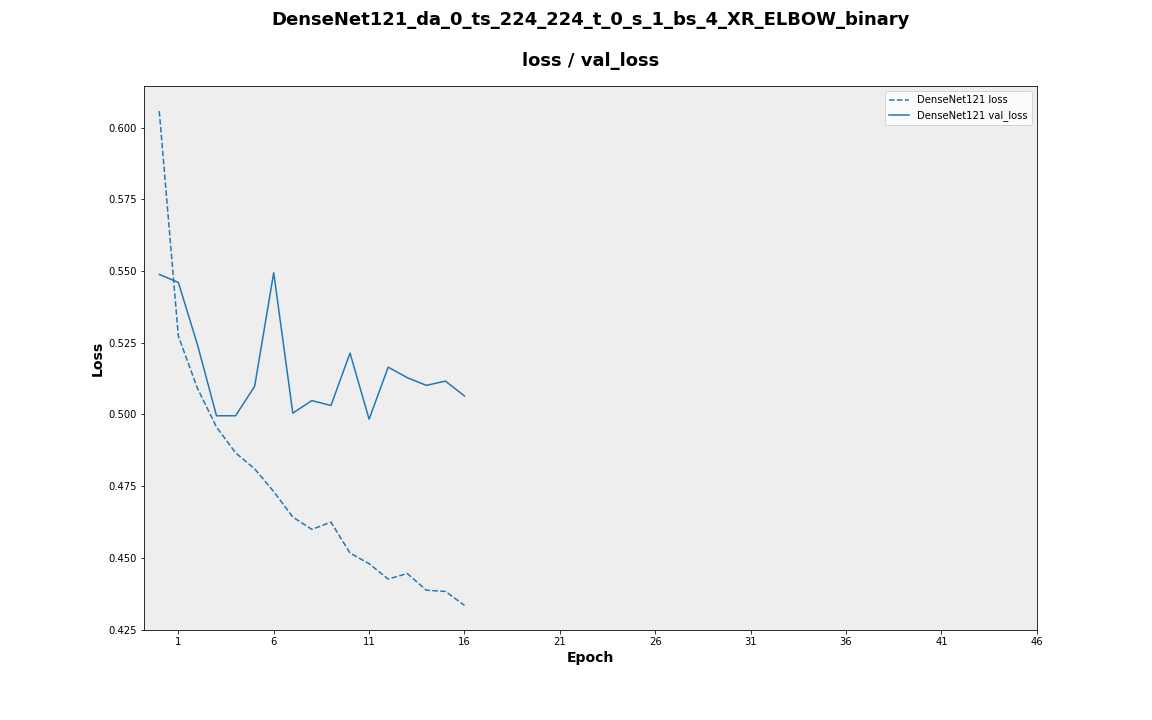 DenseNet121_da_0_ts_224_224_t_0_s_1_bs_4_XR_ELBOW_binary
loss / val_loss
DenseNet121 loss
DenseNet121 val_loss
0.600
0.575
0.550
0.525
0.500
0.475
0.450
0.425
Loss
1 6 11 16 21 26 31 36 41 46
Epoch